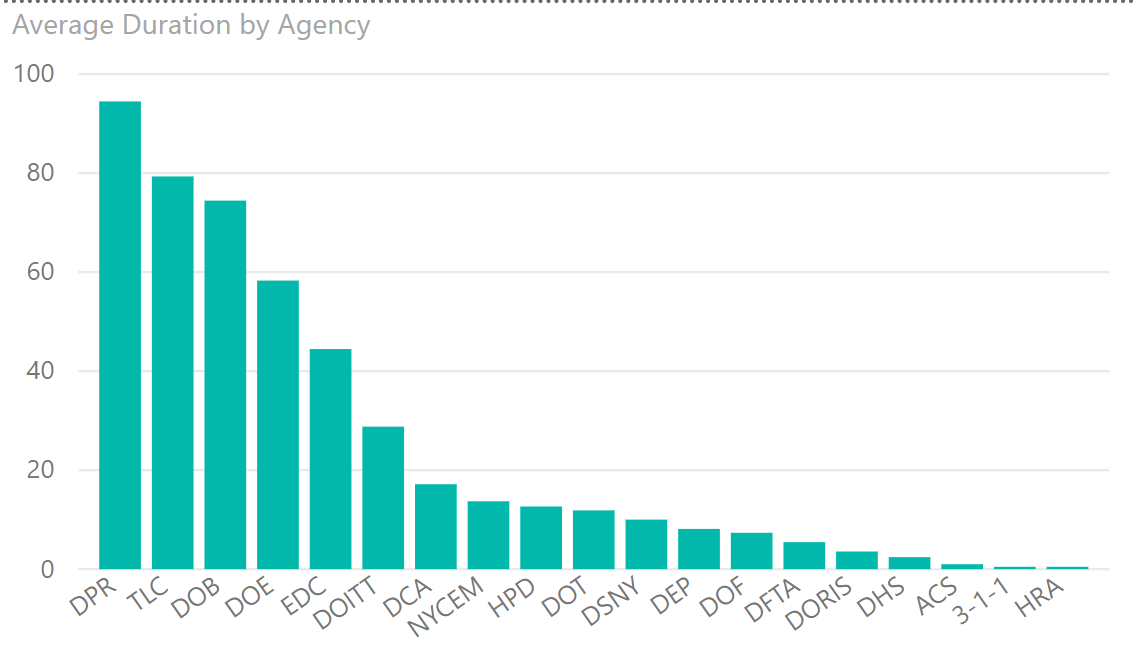 Average Duration by Agency
100
80
60
40
20
0
DPR
TLC
DOB
DOE
EDC
DOITT
DCA
NYCEM
HPD
DOT
DSNY
DEP
DOF
DFTA
DORIS
DHS
ACS
3-1-1
HRA